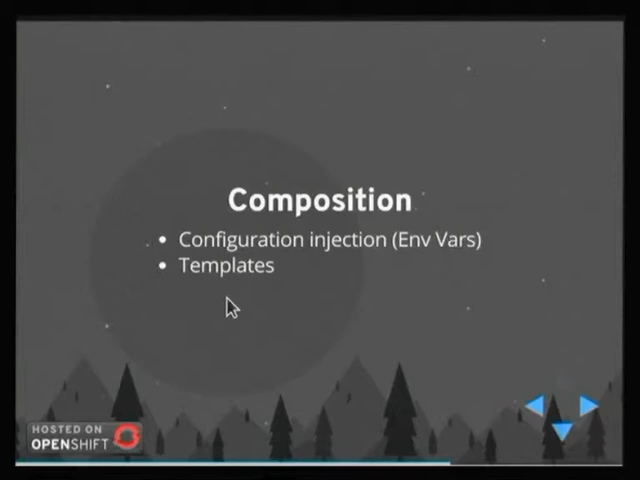 Composition
Configuration injection (Env Vars)
Templates
HOSTED ON
OPENSHIFT